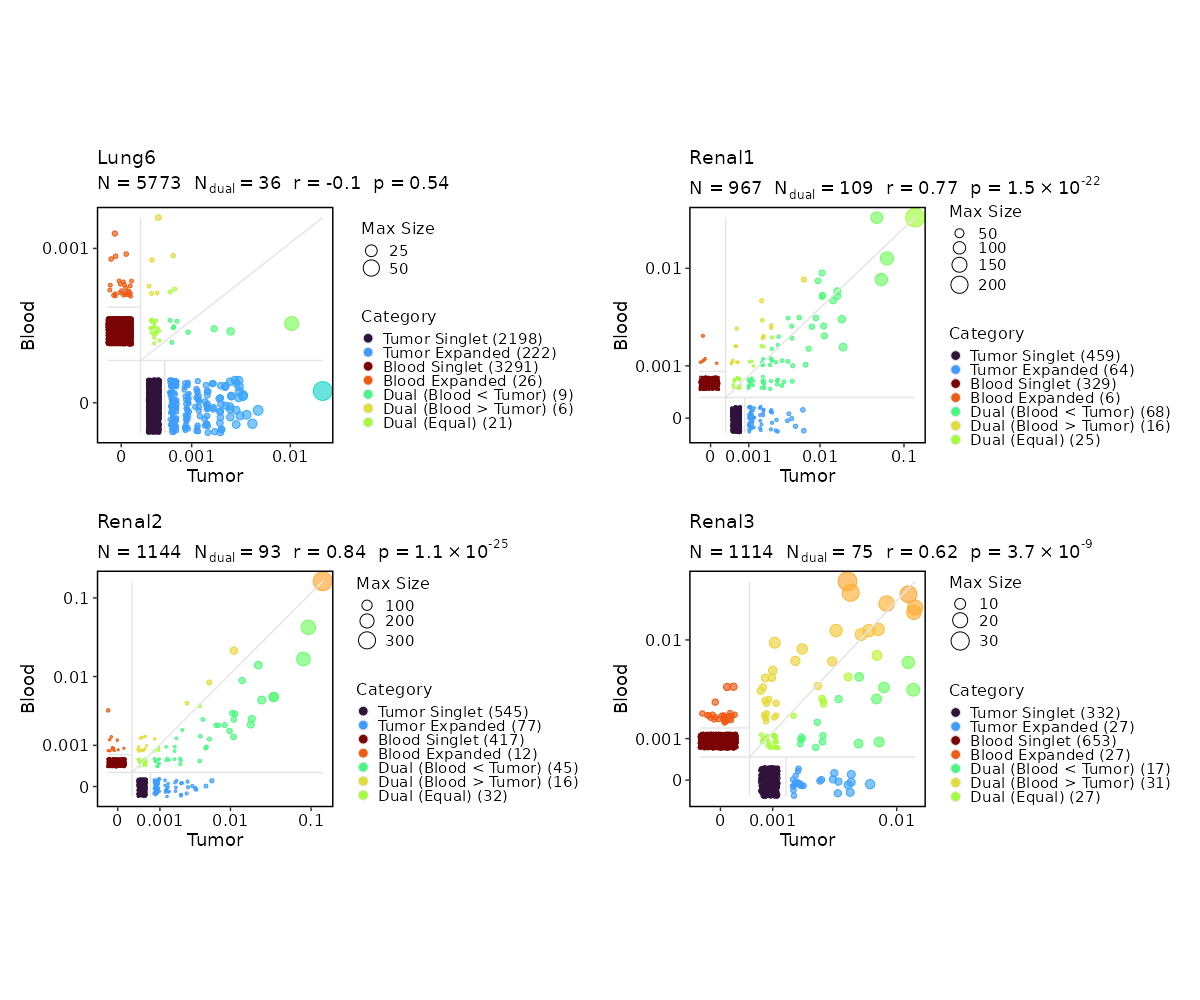 Lung6
N = 5773 Ndual = 36 r = -0.1 p = 0.54
Max Size
25
50
Category
Tumor Singlet (2198)
Tumor Expanded (222)
Blood Singlet (3291)
Blood Expanded (26)
Dual (Blood < Tumor) (9)
Dual (Blood > Tumor) (6)
Dual (Equal) (21)
Blood
0.001
0
0 0.001 0.01
Tumor
Renal1
N = 967 Ndual = 109 r = 0.77 p = 1.5 × 10-22
Max Size
50
100
150
200
Category
Tumor Singlet (459)
Tumor Expanded (64)
Blood Singlet (329)
Blood Expanded (6)
Dual (Blood < Tumor) (68)
Dual (Blood > Tumor) (16)
Dual (Equal) (25)
Blood
0.01
0.001
0
0 0.001 0.01 0.1
Tumor
Renal2
N = 1144 Ndual = 93 r = 0.84 p = 1.1 × 10-25
Max Size
100
200
300
Category
Tumor Singlet (545)
Tumor Expanded (77)
Blood Singlet (417)
Blood Expanded (12)
Dual (Blood < Tumor) (45)
Dual (Blood > Tumor) (16)
Dual (Equal) (32)
Blood
0.1
0.01
0.001
0
0 0.001 0.01 0.1
Tumor
Renal3
N = 1114 Ndual = 75 r = 0.62 p = 3.7 × 10-9
Max Size
10
20
30
Category
Tumor Singlet (332)
Tumor Expanded (27)
Blood Singlet (653)
Blood Expanded (27)
Dual (Blood < Tumor) (17)
Dual (Blood > Tumor) (31)
Dual (Equal) (27)
Blood
0.01
0.001
0
0 0.001 0.01
Tumor